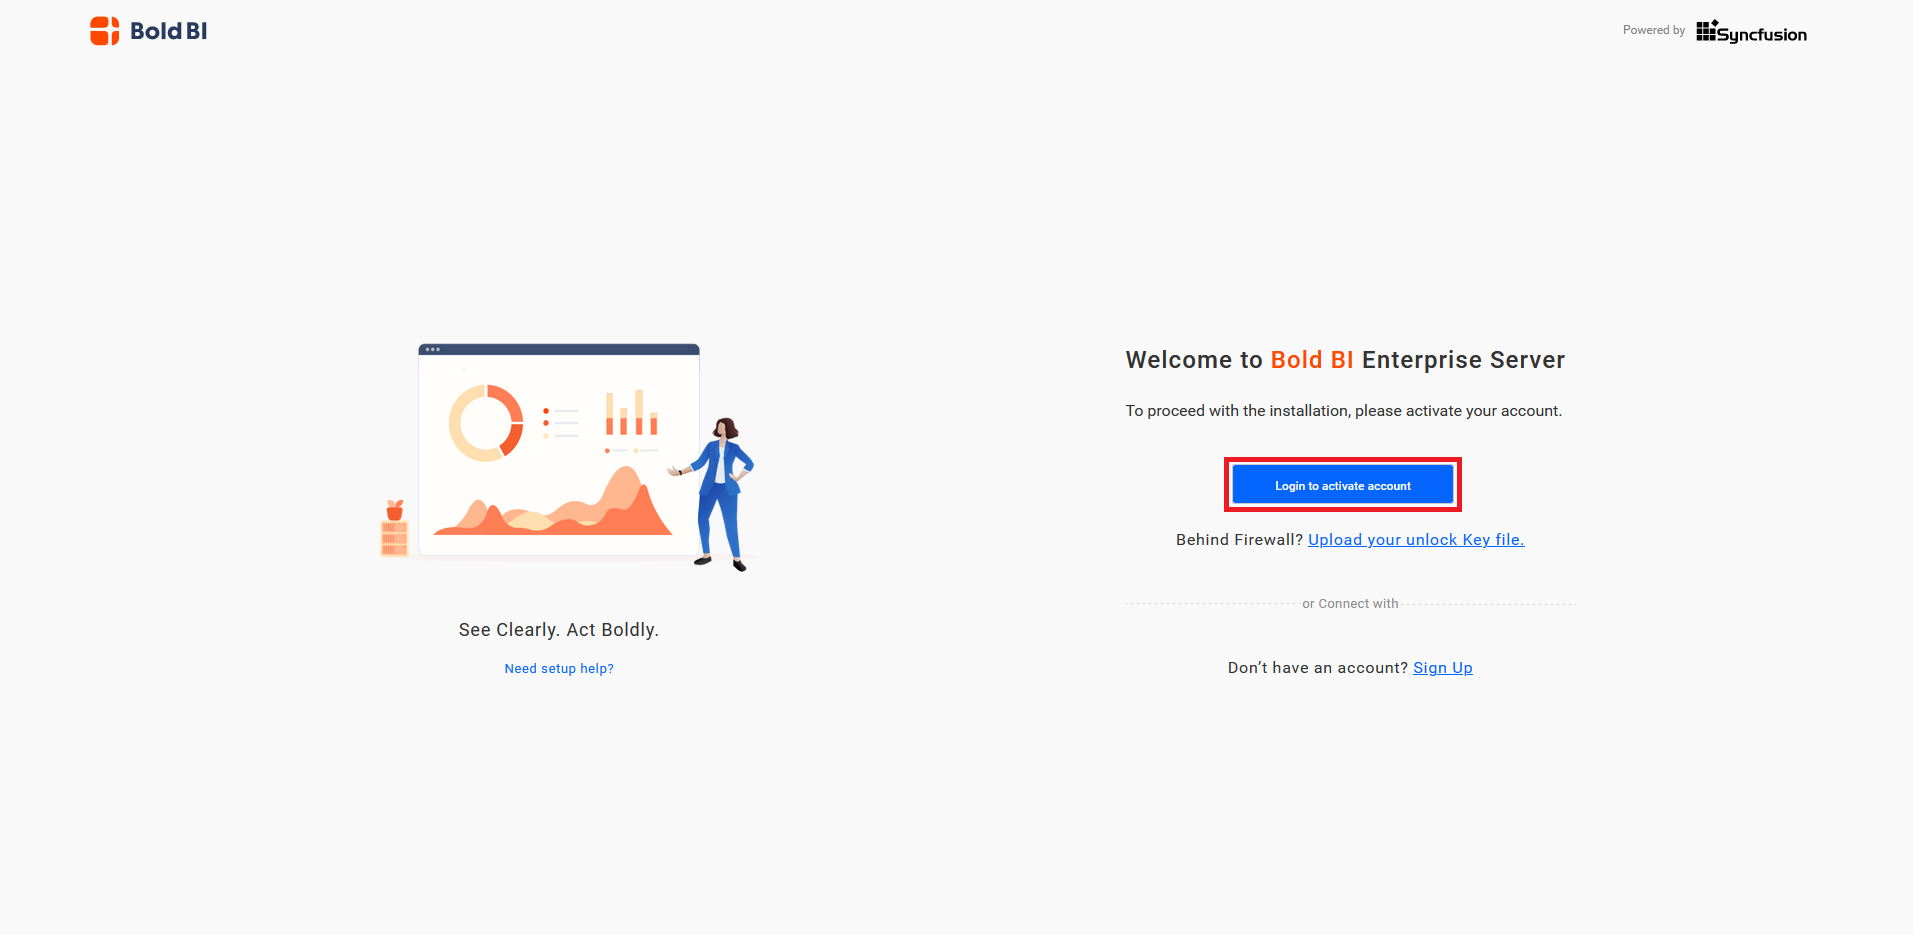 Bold BI
Powered by Syncfusion
Welcome to Bold BI Enterprise Server
To proceed with the installation, please activate your account.
Login to activate account
Behind Firewall? Upload your unlock Key file.
or Connect with
Don’t have an account? Sign Up
See Clearly. Act Boldly.
Need setup help?